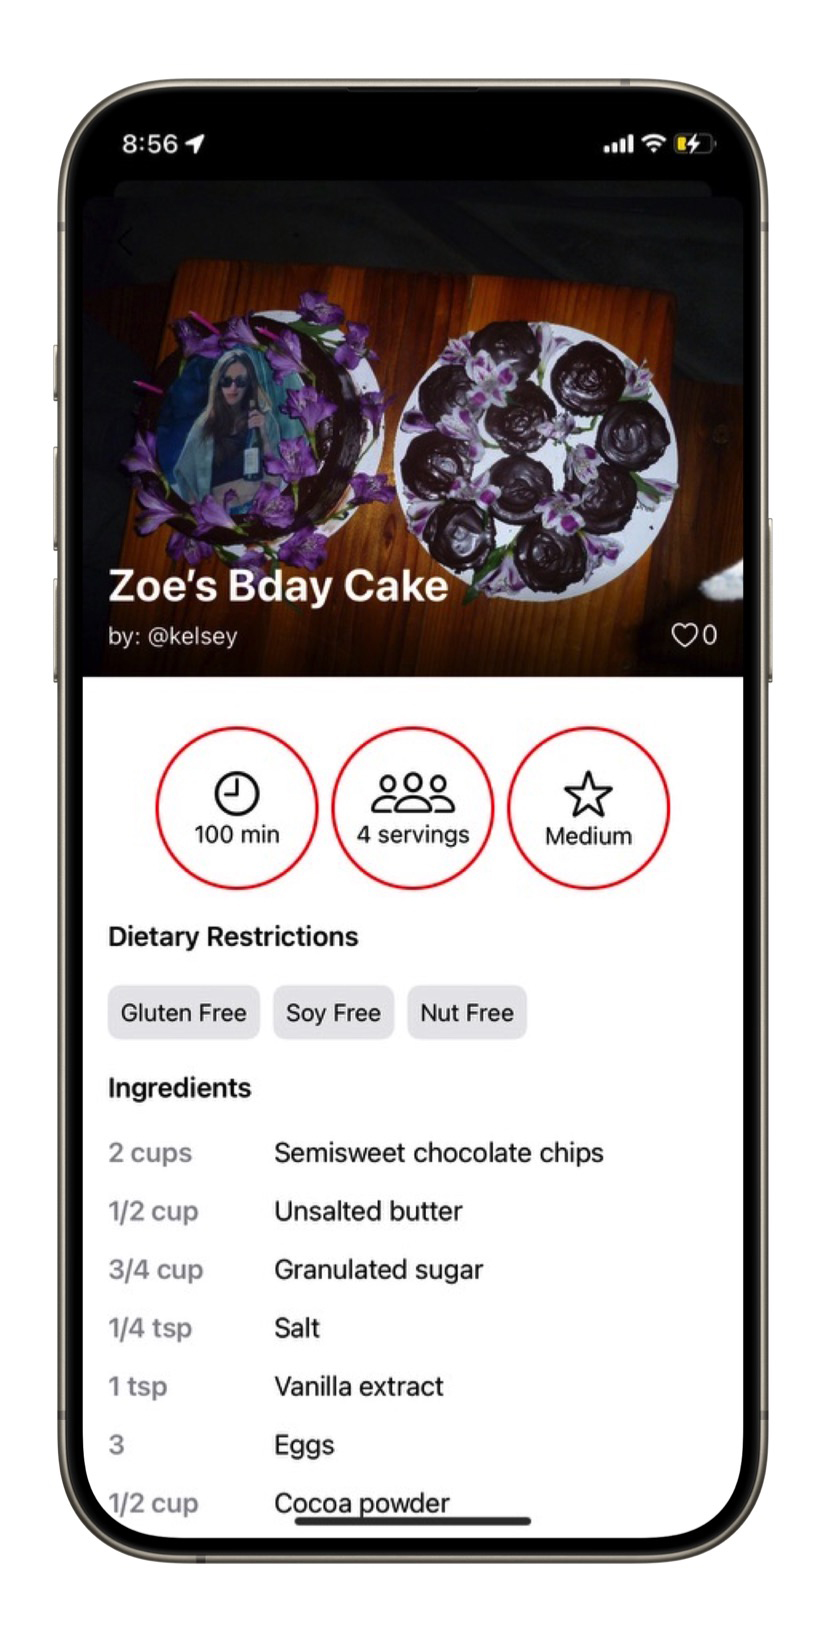 8:56
Zoe's Bday Cake
by: @kelsey
0
100 min
4 servings
Medium
Dietary Restrictions
Gluten Free
Soy Free
Nut Free
Ingredients
2 cups Semisweet chocolate chips
1/2 cup Unsalted butter
3/4 cup Granulated sugar
1/4 tsp Salt
1 tsp Vanilla extract
3 Eggs
1/2 cup Cocoa powder